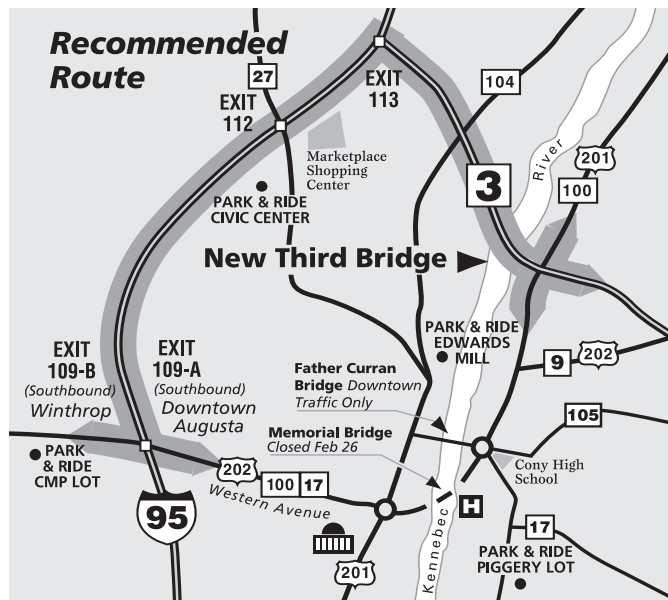 Recommended
Route
27
EXIT
112
EXIT
113
104
Marketplace
Shopping
Center
PARK & RIDE
CIVIC CENTER
3
River
201
100
New Third Bridge
EXIT
109-B
(Southbound)
Winthrop
EXIT
109-A
(Southbound)
Downtown
Augusta
PARK & RIDE
EDWARDS
MILL
9
202
Father Curran
Bridge Downtown
Traffic Only
Memorial Bridge
Closed Feb 26
105
PARK
& RIDE
CMP LOT
202
100
17
Western Avenue
95
Cony High
School
H
Kennebec
17
PARK & RIDE
PIGGERY LOT
201